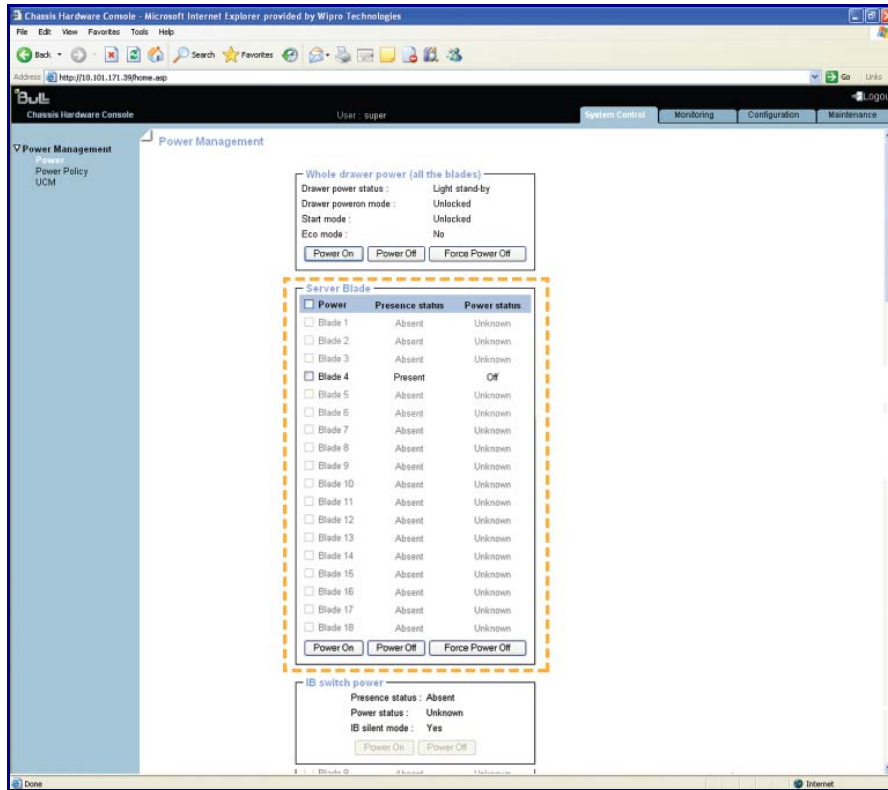 Chassis Hardware Console - Microsoft Internet Explorer provided by Wipro Technologies
File Edit View Favorites Tools Help
Back Search Favorites
Address http://10.101.171.39/home.asp Go Links
Bull Logout
Chassis Hardware Console User : super System Control Monitoring Configuration Maintenance
Power Management
Power
Power Policy
UCM
Power Management
Whole drawer power (all the blades)
Drawer power status : Light stand-by
Drawer poweron mode : Unlocked
Start mode : Unlocked
Eco mode : No
Power On Power Off Force Power Off
Server Blade
Power Presence status Power status
Blade 1 Absent Unknown
Blade 2 Absent Unknown
Blade 3 Absent Unknown
Blade 4 Present Off
Blade 5 Absent Unknown
Blade 6 Absent Unknown
Blade 7 Absent Unknown
Blade 8 Absent Unknown
Blade 9 Absent Unknown
Blade 10 Absent Unknown
Blade 11 Absent Unknown
Blade 12 Absent Unknown
Blade 13 Absent Unknown
Blade 14 Absent Unknown
Blade 15 Absent Unknown
Blade 16 Absent Unknown
Blade 17 Absent Unknown
Blade 18 Absent Unknown
Power On Power Off Force Power Off
IB switch power
Presence status : Absent
Power status : Unknown
IB silent mode : Yes
Power On Power Off
Done Internet